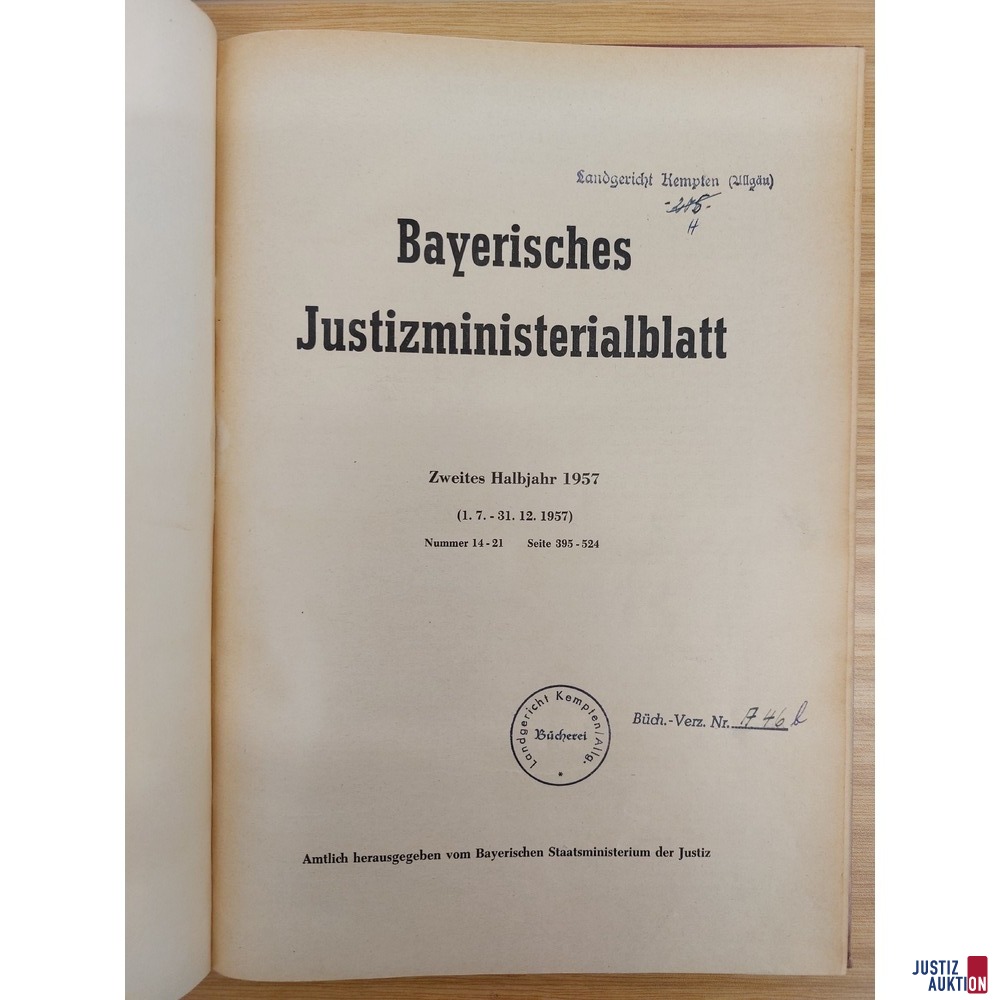 Landgericht Kempten (Allgäu)
H
Bayerisches
Justizministerialblatt
Zweites Halbjahr 1957
(1. 7. - 31. 12. 1957)
Nummer 14 - 21 Seite 395 - 524
Landgericht Kempten/Allg.
Bücherei
*
Büch.-Verz. Nr. A 46 b
Amtlich herausgegeben vom Bayerischen Staatsministerium der Justiz
JUSTIZ
AUKTION